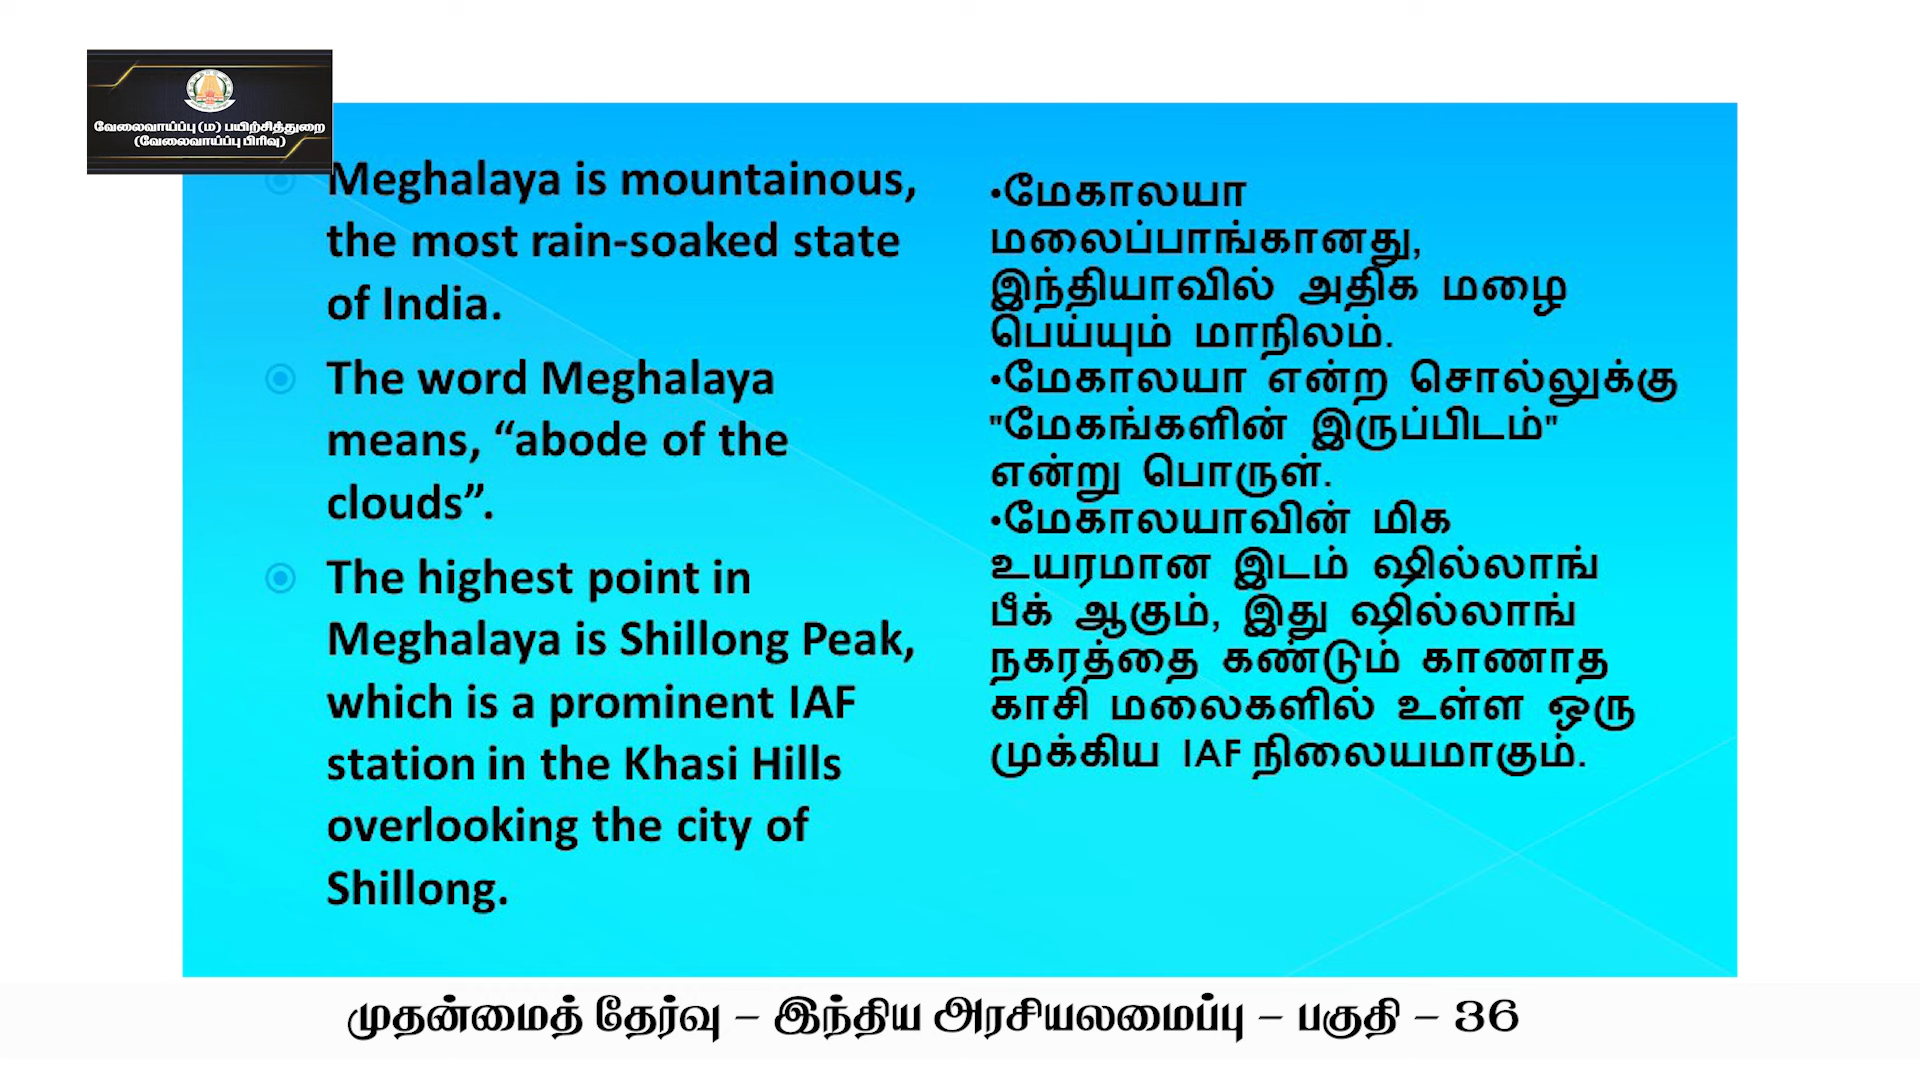 வேலைவாய்ப்பு (ம) பயிற்சித்துறை
(வேலைவாய்ப்பு பிரிவு)
Meghalaya is mountainous,
the most rain-soaked state
of India.
The word Meghalaya
means, “abode of the
clouds”.
The highest point in
Meghalaya is Shillong Peak,
which is a prominent IAF
station in the Khasi Hills
overlooking the city of
Shillong.
•மேகாலயா
மலைப்பாங்கானது,
இந்தியாவில் அதிக மழை
பெய்யும் மாநிலம்.
•மேகாலயா என்ற சொல்லுக்கு
"மேகங்களின் இருப்பிடம்"
என்று பொருள்.
•மேகாலயாவின் மிக
உயரமான இடம் ஷில்லாங்
பீக் ஆகும், இது ஷில்லாங்
நகரத்தை கண்டும் காணாத
காசி மலைகளில் உள்ள ஒரு
முக்கிய IAF நிலையமாகும்.
முதன்மைத் தேர்வு – இந்திய அரசியலமைப்பு – பகுதி – 36